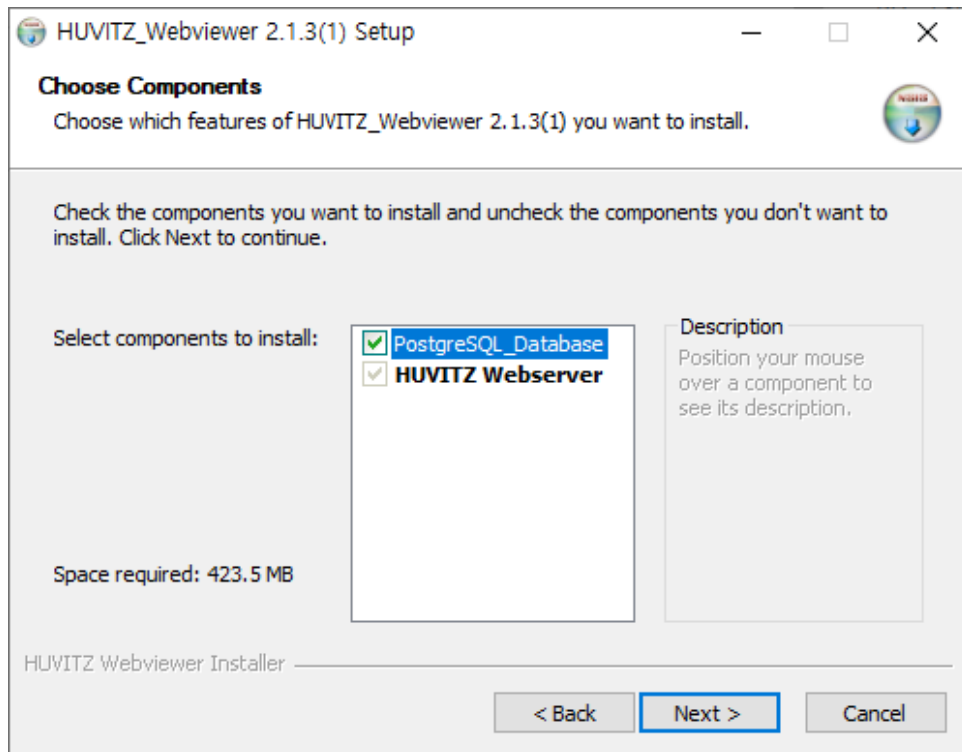 HUVITZ_Webviewer 2.1.3(1) Setup
Choose Components
Choose which features of HUVITZ_Webviewer 2.1.3(1) you want to install.
Check the components you want to install and uncheck the components you don't want to
install. Click Next to continue.
Select components to install:
PostgreSQL_Database
HUVITZ Webserver
Description
Position your mouse
over a component to
see its description.
Space required: 423.5 MB
HUVITZ Webviewer Installer
< Back
Next >
Cancel